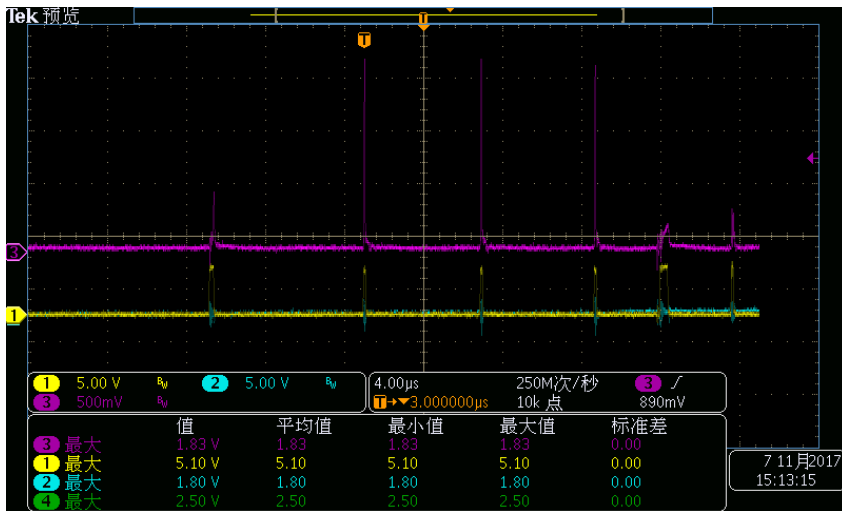 Tek 预览
T
T
3
1
1 5.00 V BW 2 5.00 V BW
3 500mV BW
4.00µs 250M次/秒 3 /
T→▼3.000000µs 10k 点 890mV
值 平均值 最小值 最大值 标准差
3 最大 1.83 V 1.83 1.83 1.83 0.00
1 最大 5.10 V 5.10 5.10 5.10 0.00
2 最大 1.80 V 1.80 1.80 1.80 0.00
4 最大 2.50 V 2.50 2.50 2.50 0.00
7 11月2017
15:13:15